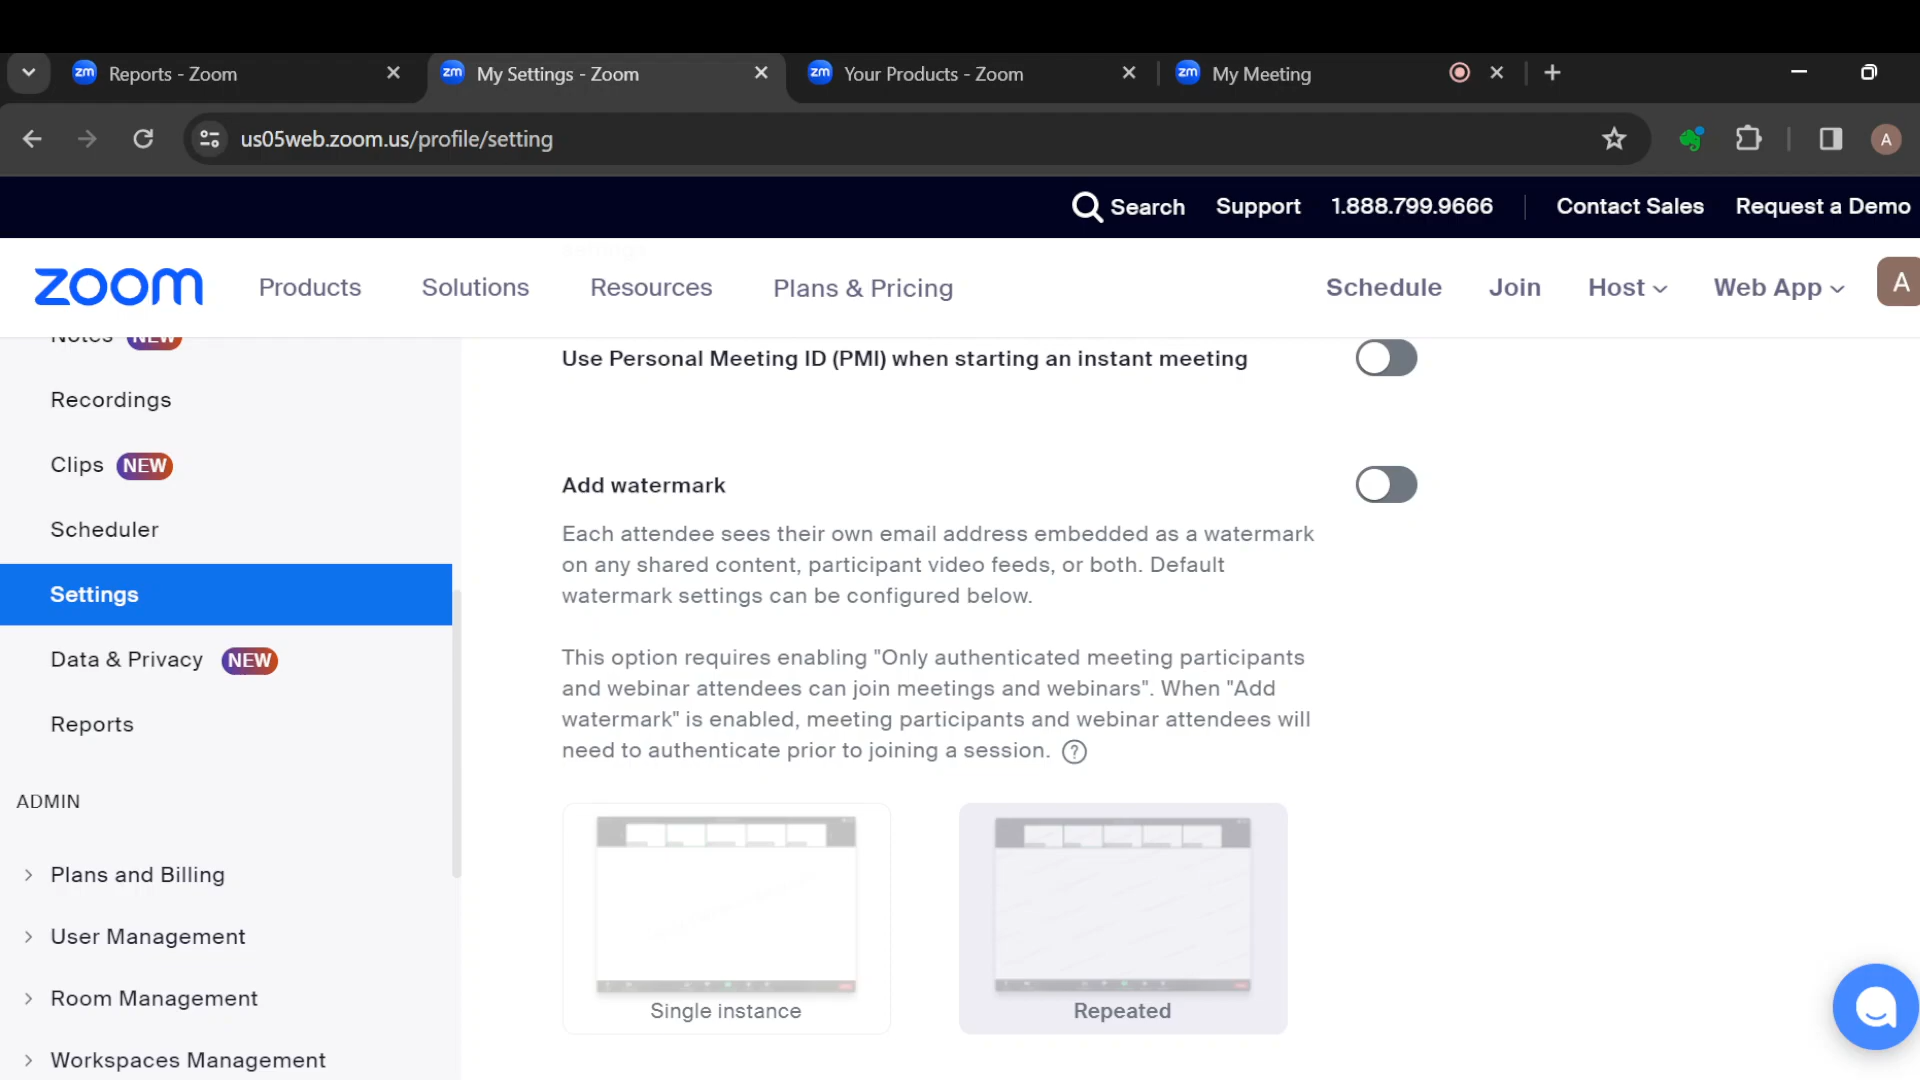 Reports - Zoom
My Settings - Zoom
Your Products - Zoom
My Meeting
us05web.zoom.us/profile/setting
A
Search
Support
1.888.799.9666
Contact Sales
Request a Demo
zoom
Products
Solutions
Resources
Plans & Pricing
Schedule
Join
Host
Web App
A
Notes NEW
Recordings
Clips NEW
Scheduler
Settings
Data & Privacy NEW
Reports
ADMIN
Plans and Billing
User Management
Room Management
Workspaces Management
Use Personal Meeting ID (PMI) when starting an instant meeting
Add watermark
Each attendee sees their own email address embedded as a watermark
on any shared content, participant video feeds, or both. Default
watermark settings can be configured below.
This option requires enabling "Only authenticated meeting participants
and webinar attendees can join meetings and webinars". When "Add
watermark" is enabled, meeting participants and webinar attendees will
need to authenticate prior to joining a session.
Single instance
Repeated